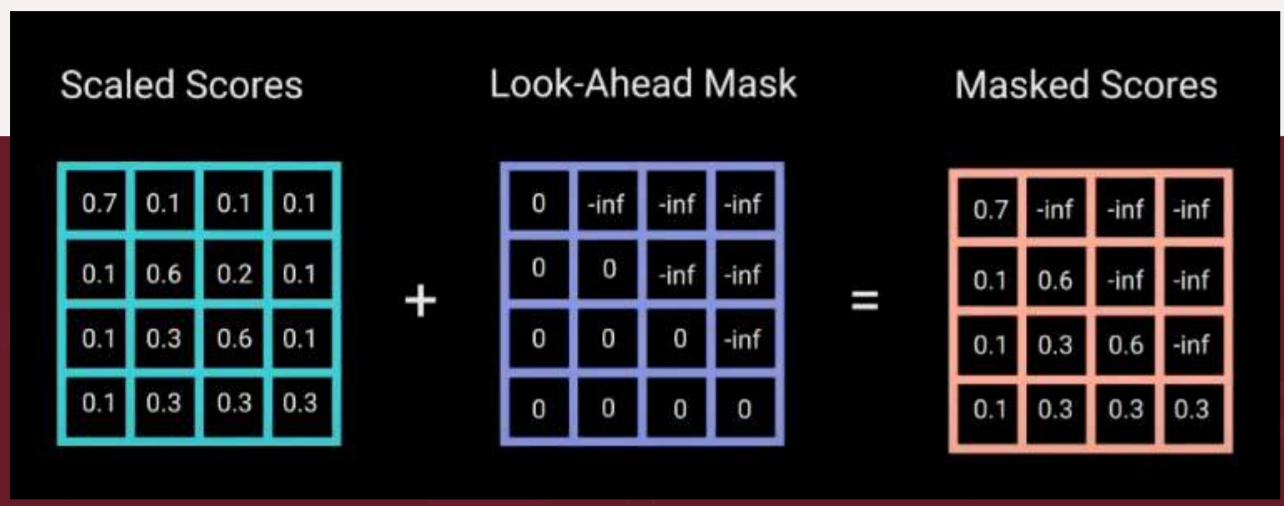 Scaled Scores
0.7 0.1 0.1 0.1
0.1 0.6 0.2 0.1
0.1 0.3 0.6 0.1
0.1 0.3 0.3 0.3
+
Look-Ahead Mask
0 -inf -inf -inf
0 0 -inf -inf
0 0 0 -inf
0 0 0 0
=
Masked Scores
0.7 -inf -inf -inf
0.1 0.6 -inf -inf
0.1 0.3 0.6 -inf
0.1 0.3 0.3 0.3